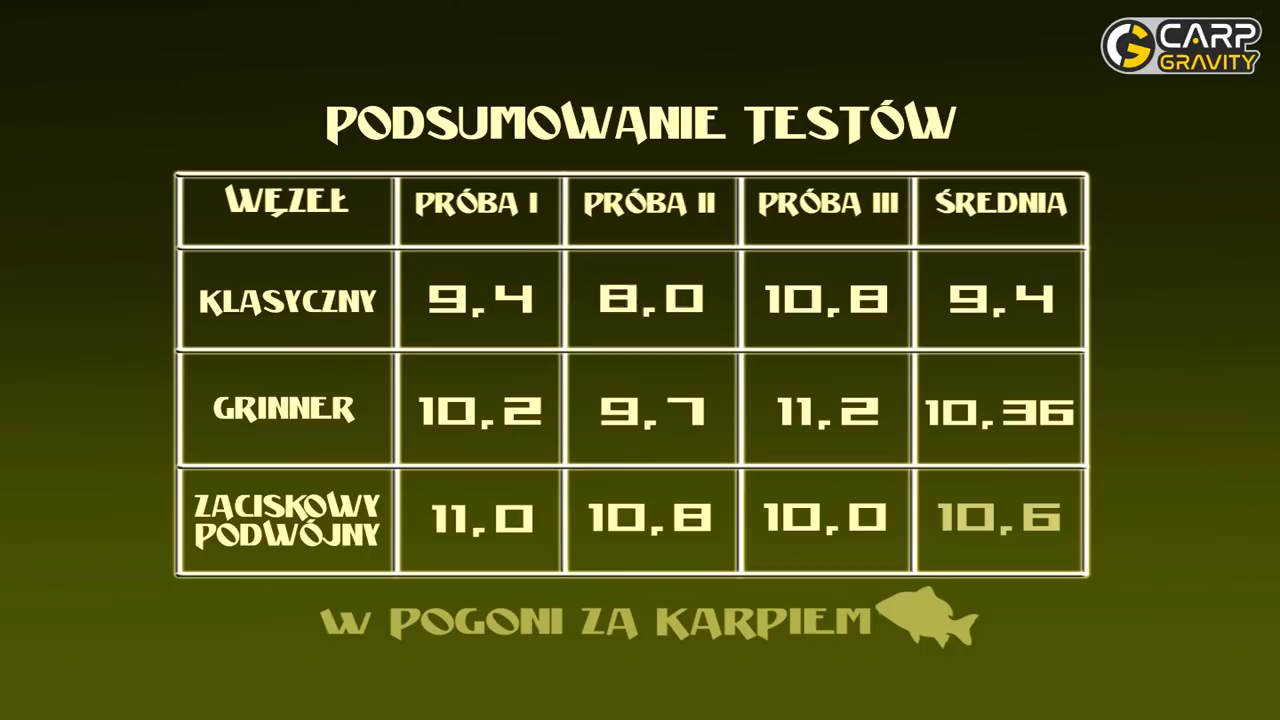 CARP
GRAVITY
PODSUMOWANIE TESTÓW
WĘZEŁ PRÓBA I PRÓBA II PRÓBA III ŚREDNIA
KLASYCZNY 9,4 8,0 10,8 9,4
GRINNER 10,2 9,7 11,2 10,36
ZACISKOWY
PODWÓJNY 11,0 10,8 10,0 10,6
W POGONI ZA KARPIEM